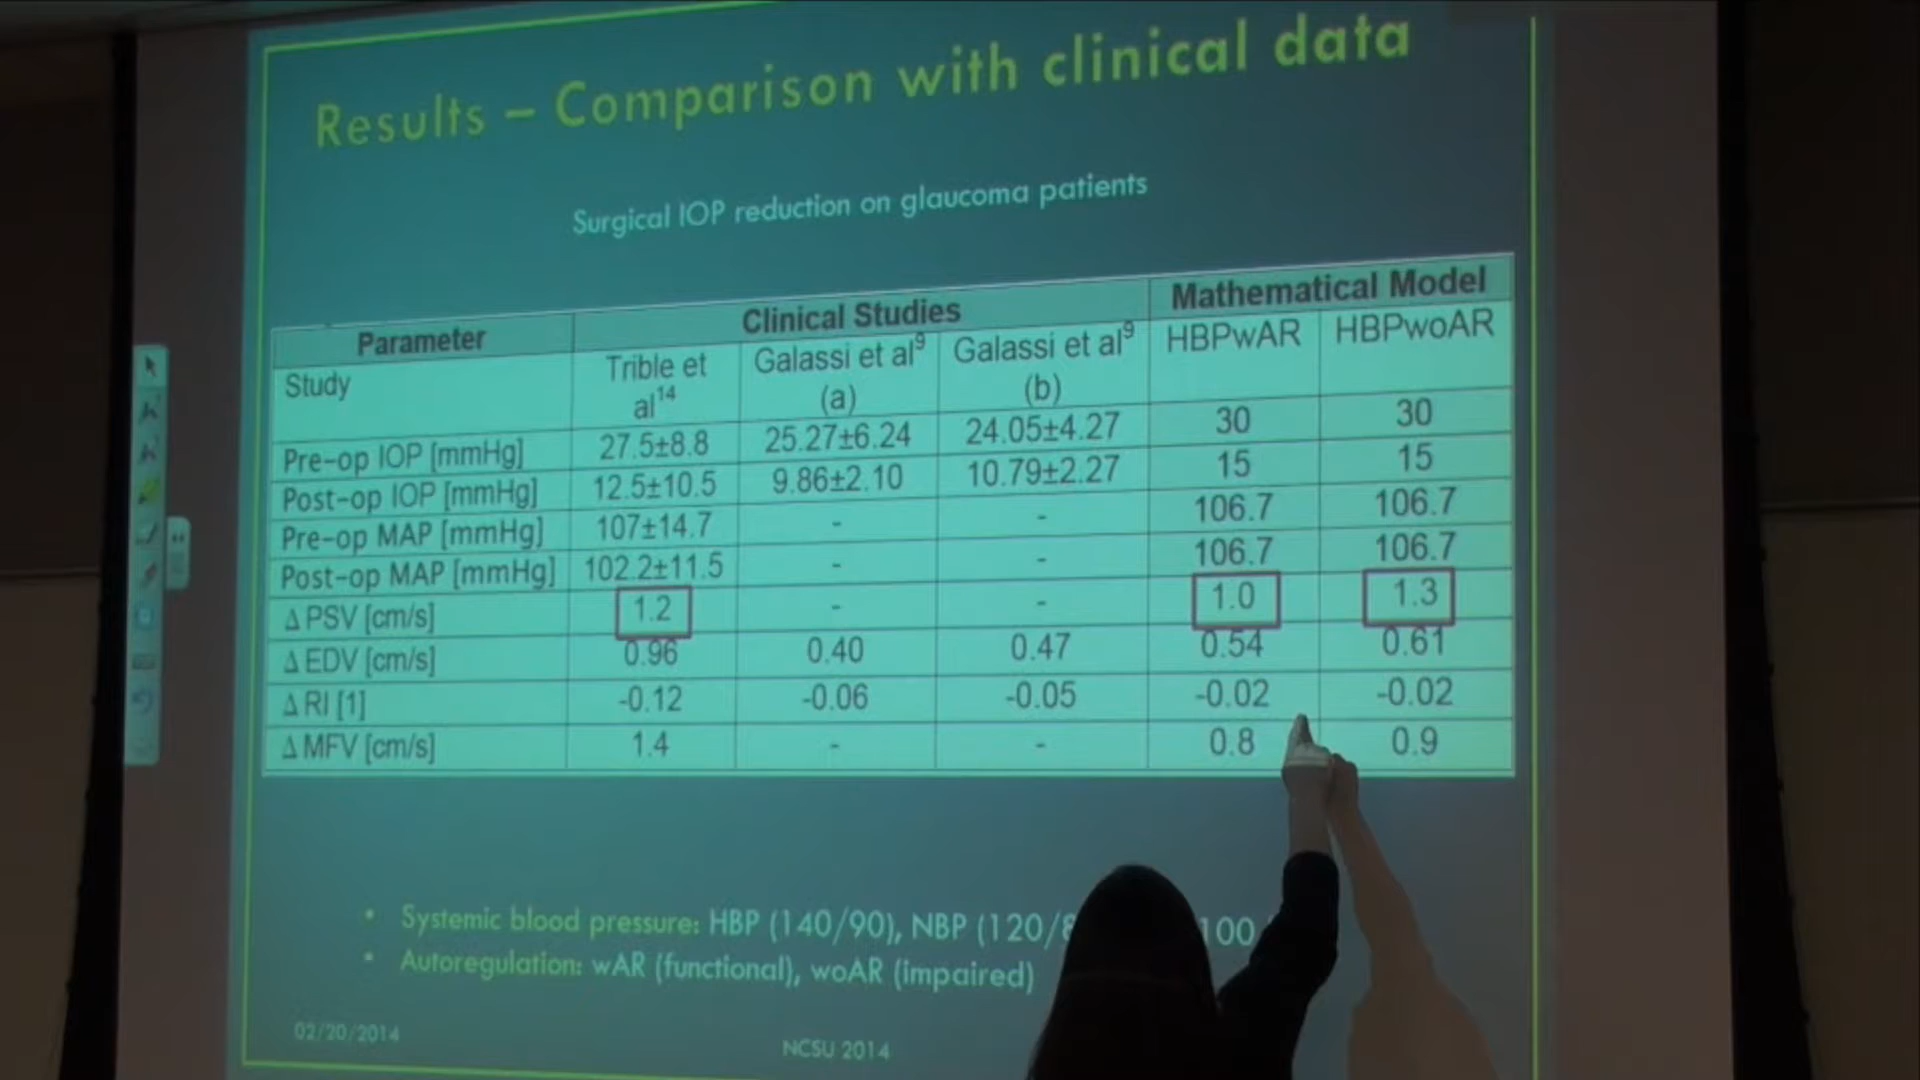 Results – Comparison with clinical data
Surgical IOP reduction on glaucoma patients
Parameter Clinical Studies Mathematical Model
Study Trible et al14 Galassi et al9 (a) Galassi et al9 (b) HBPwAR HBPwoAR
Pre-op IOP [mmHg] 27.5±8.8 25.27±6.24 24.05±4.27 30 30
Post-op IOP [mmHg] 12.5±10.5 9.86±2.10 10.79±2.27 15 15
Pre-op MAP [mmHg] 107±14.7 - - 106.7 106.7
Post-op MAP [mmHg] 102.2±11.5 - - 106.7 106.7
Δ PSV [cm/s] 1.2 - - 1.0 1.3
Δ EDV [cm/s] 0.96 0.40 0.47 0.54 0.61
Δ RI [1] -0.12 -0.06 -0.05 -0.02 -0.02
Δ MFV [cm/s] 1.4 - - 0.8 0.9
• Systemic blood pressure: HBP (140/90), NBP (120/8 100
• Autoregulation: wAR (functional), woAR (impaired)
02/20/2014
NCSU 2014